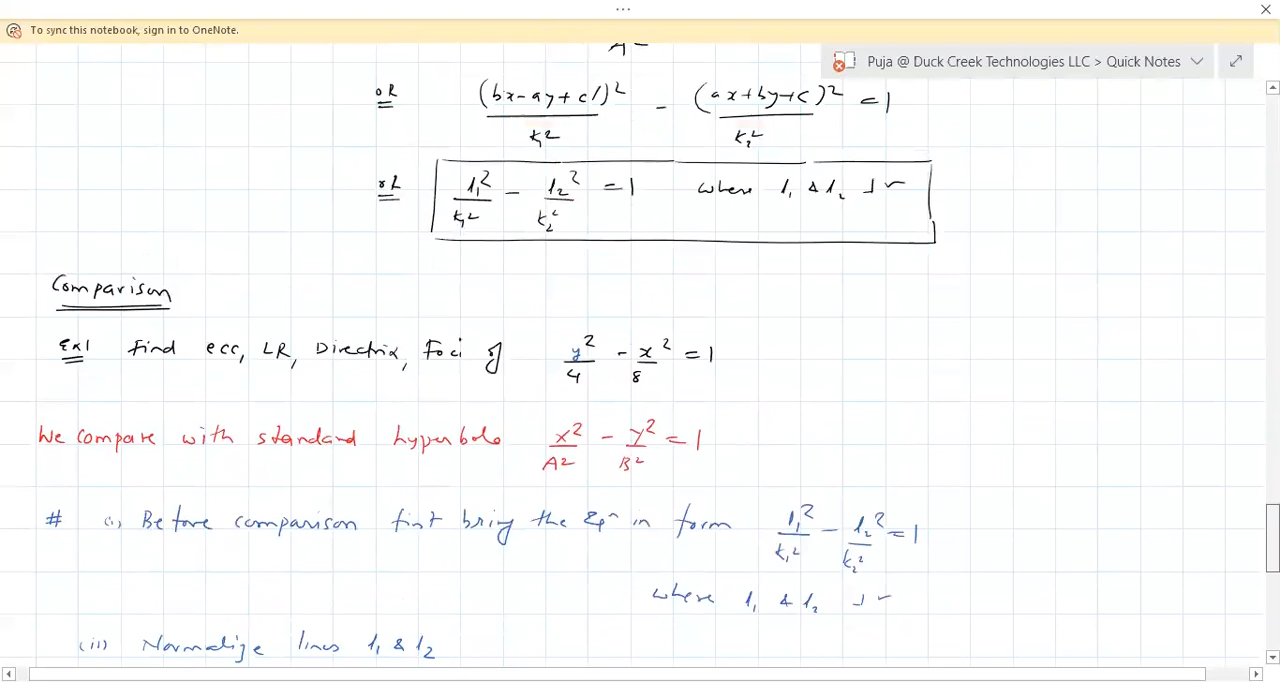 To sync this notebook, sign in to OneNote.
Puja @ Duck Creek Technologies LLC > Quick Notes
A²
OR (bx-ay+c')²/k₁² - (ax+by+c)²/k₂² = 1
OR l₁²/k₁² - l₂²/k₂² = 1 where l₁ & l₂ ⊥r
Comparison
Ex1 Find ecc, LR, Directrix, Foci of y²/4 - x²/8 = 1
We compare with standard hyperbola x²/A² - y²/B² = 1
# (i) Before comparison first bring the Eqⁿ in form l₁²/k₁² - l₂²/k₂² = 1
where l₁ & l₂ ⊥r
(ii) Normalize lines l₁ & l₂